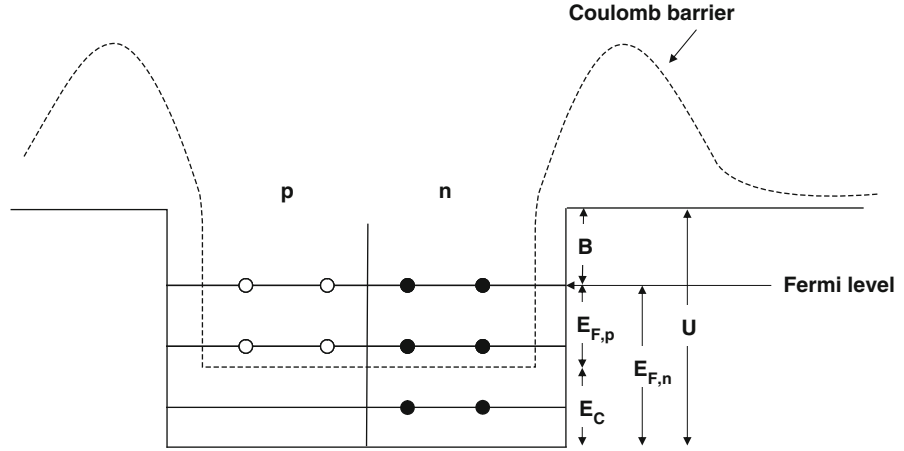 Coulomb barrier
p
n
B
Fermi level
E_F,p
U
E_F,n
E_C